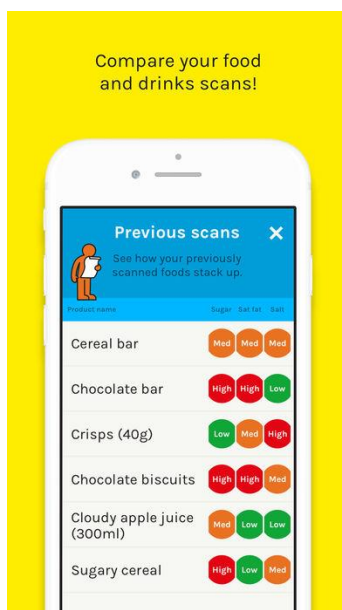 Compare your food
and drinks scans!
Previous scans ×
See how your previously
scanned foods stack up.
Product name Sugar Sat fat Salt
Cereal bar Med Med Med
Chocolate bar High High Low
Crisps (40g) Low Med High
Chocolate biscuits High High Med
Cloudy apple juice
(300ml) Med Low Low
Sugary cereal High Low Med